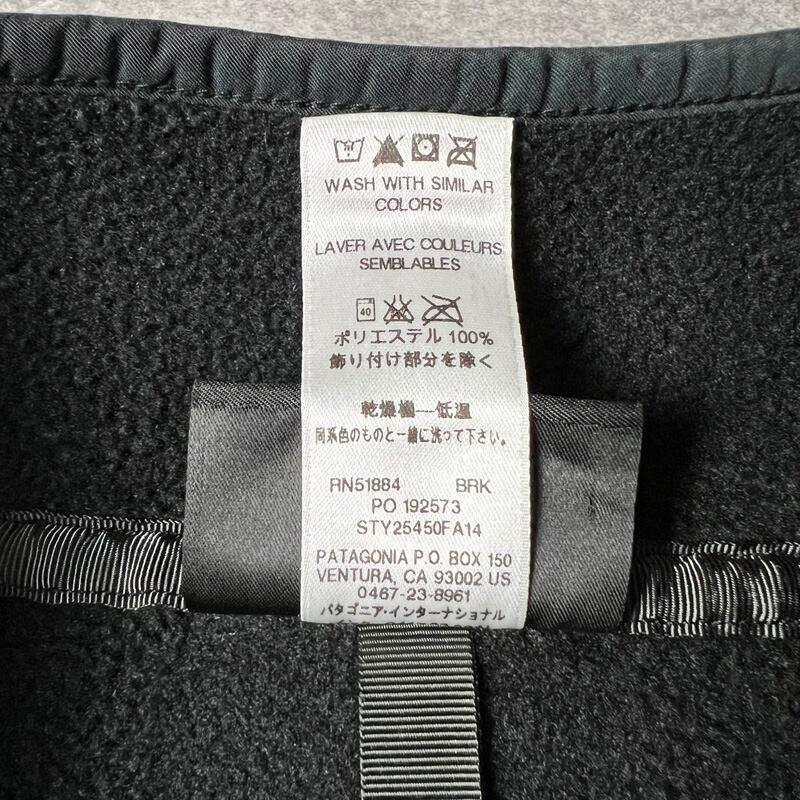 WASH WITH SIMILAR
COLORS
LAVER AVEC COULEURS
SEMBLABLES
40
ポリエステル 100%
飾り付け部分を除く
乾燥機—低温
同系色のものと一緒に洗って下さい。
RN51884 BRK
PO 192573
STY25450FA14
PATAGONIA P.O. BOX 150
VENTURA, CA 93002 US
0467-23-8961
パタゴニア・インターナショナル